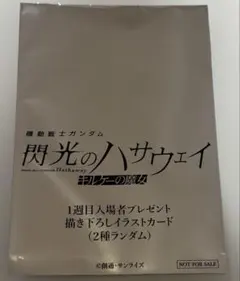 機動戦士ガンダム
閃光のハサウェイ
Hathaway
キルケーの魔女
1週目入場者プレゼント
描き下ろしイラストカード
(2種ランダム)
©創通・サンライズ
NOT FOR SALE